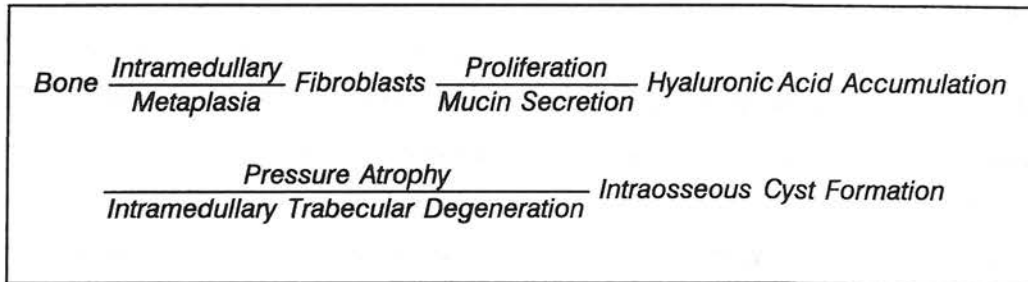 Bone Intramedullary Fibroblasts Proliferation Hyaluronic Acid Accumulation
Metaplasia Mucin Secretion
Pressure Atrophy Intraosseous Cyst Formation
Intramedullary Trabecular Degeneration